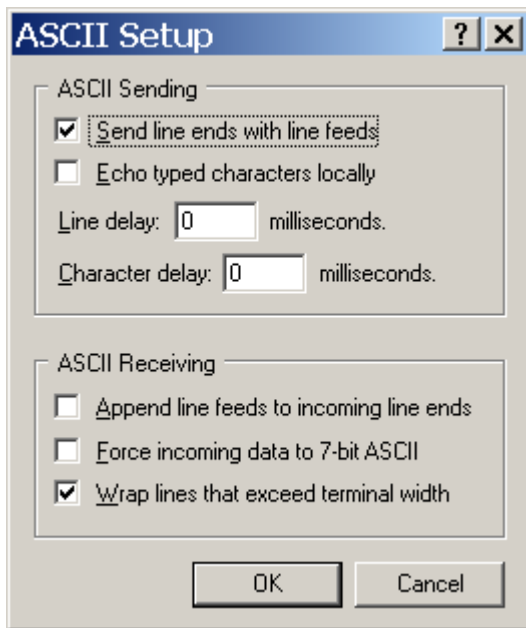 ASCII Setup
ASCII Sending
Send line ends with line feeds
Echo typed characters locally
Line delay: 0 milliseconds.
Character delay: 0 milliseconds.
ASCII Receiving
Append line feeds to incoming line ends
Force incoming data to 7-bit ASCII
Wrap lines that exceed terminal width
OK Cancel